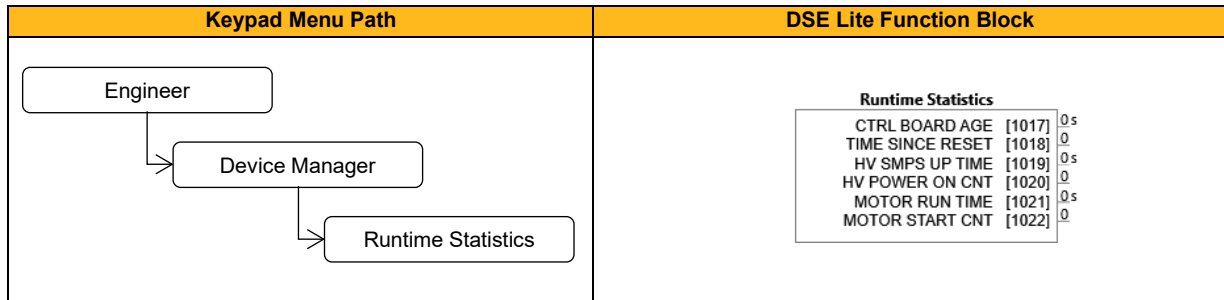 Keypad Menu Path
DSE Lite Function Block
Engineer
Device Manager
Runtime Statistics
Runtime Statistics
CTRL BOARD AGE [1017] 0 s
TIME SINCE RESET [1018] 0
HV SMPS UP TIME [1019] 0 s
HV POWER ON CNT [1020] 0
MOTOR RUN TIME [1021] 0 s
MOTOR START CNT [1022] 0